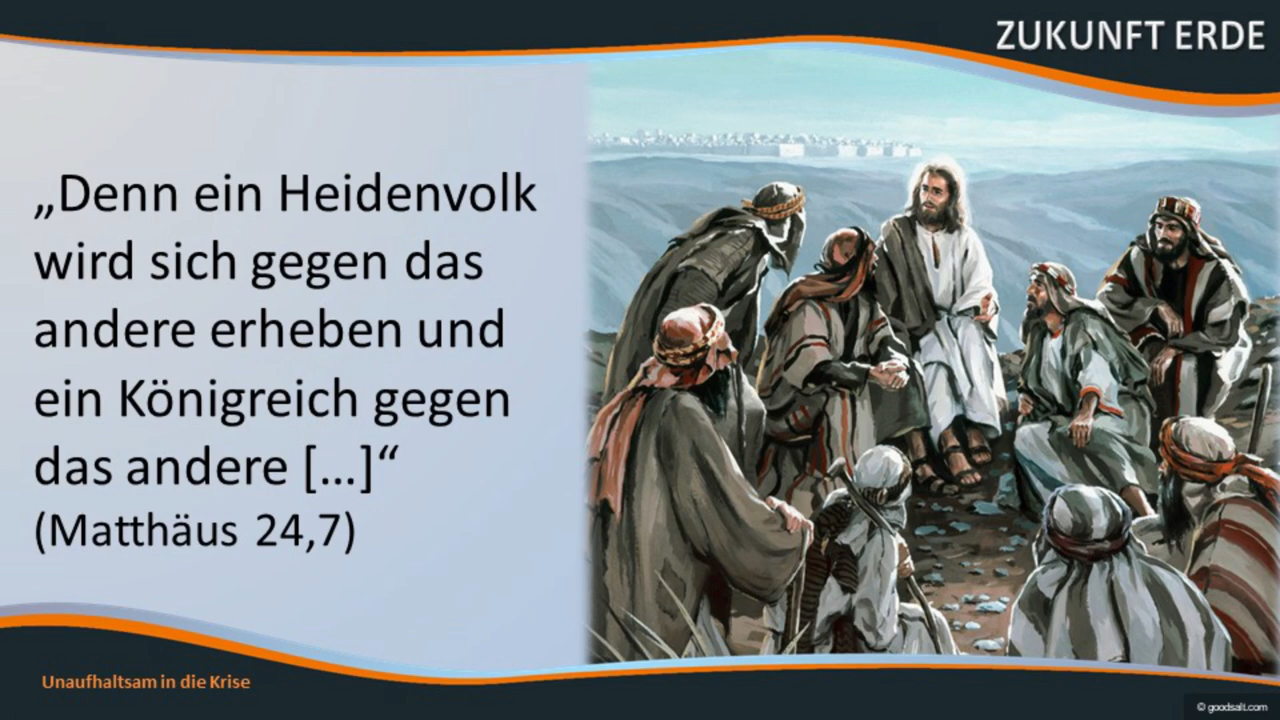 ZUKUNFT ERDE
„Denn ein Heidenvolk
wird sich gegen das
andere erheben und
ein Königreich gegen
das andere [...]“
(Matthäus 24,7)
Unaufhaltsam in die Krise
© goodsalt.com